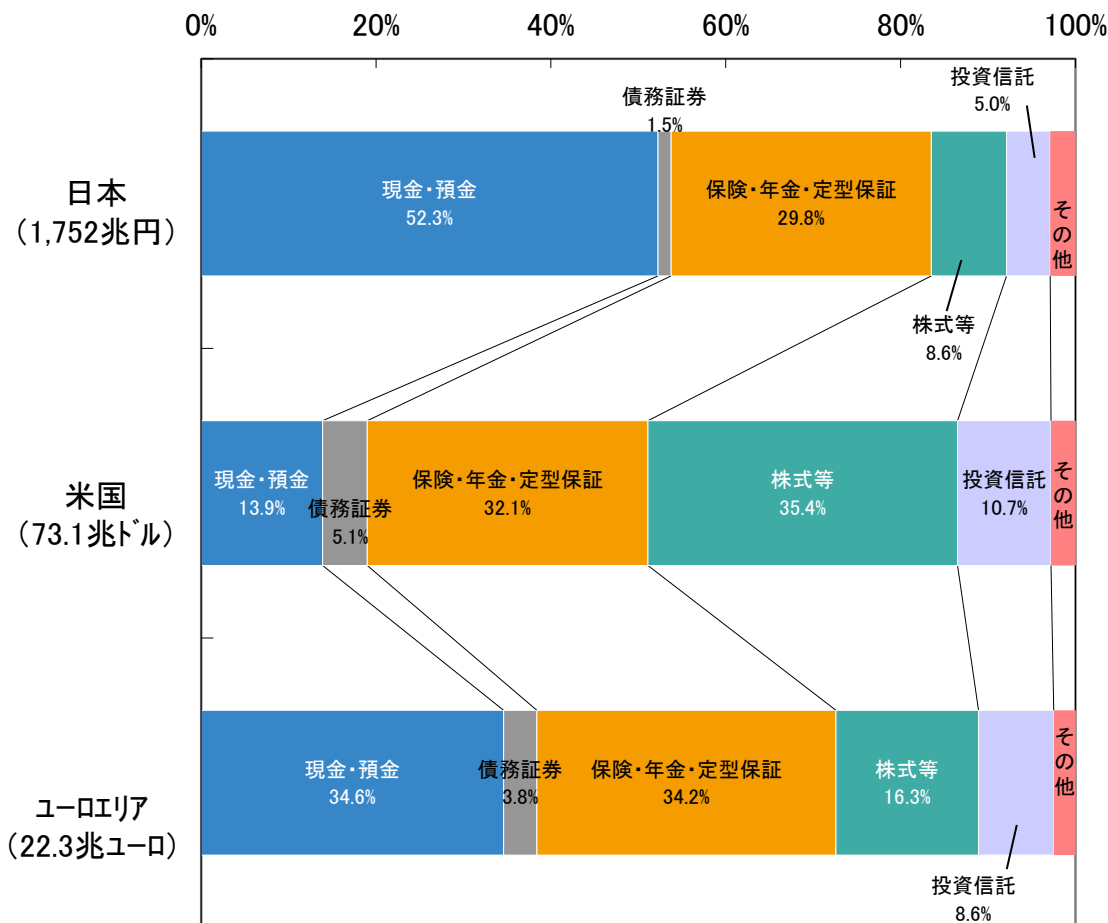 0% 20% 40% 60% 80% 100%
投資信託
5.0%
債務証券
1.5%
日本
(1,752兆円)
現金・預金
52.3%
保険・年金・定型保証
29.8%
その他
株式等
8.6%
米国
(73.1兆ドル)
現金・預金
13.9%
債務証券
5.1%
保険・年金・定型保証
32.1%
株式等
35.4%
投資信託
10.7%
その他
ユーロエリア
(22.3兆ユーロ)
現金・預金
34.6%
債務証券
3.8%
保険・年金・定型保証
34.2%
株式等
16.3%
その他
投資信託
8.6%